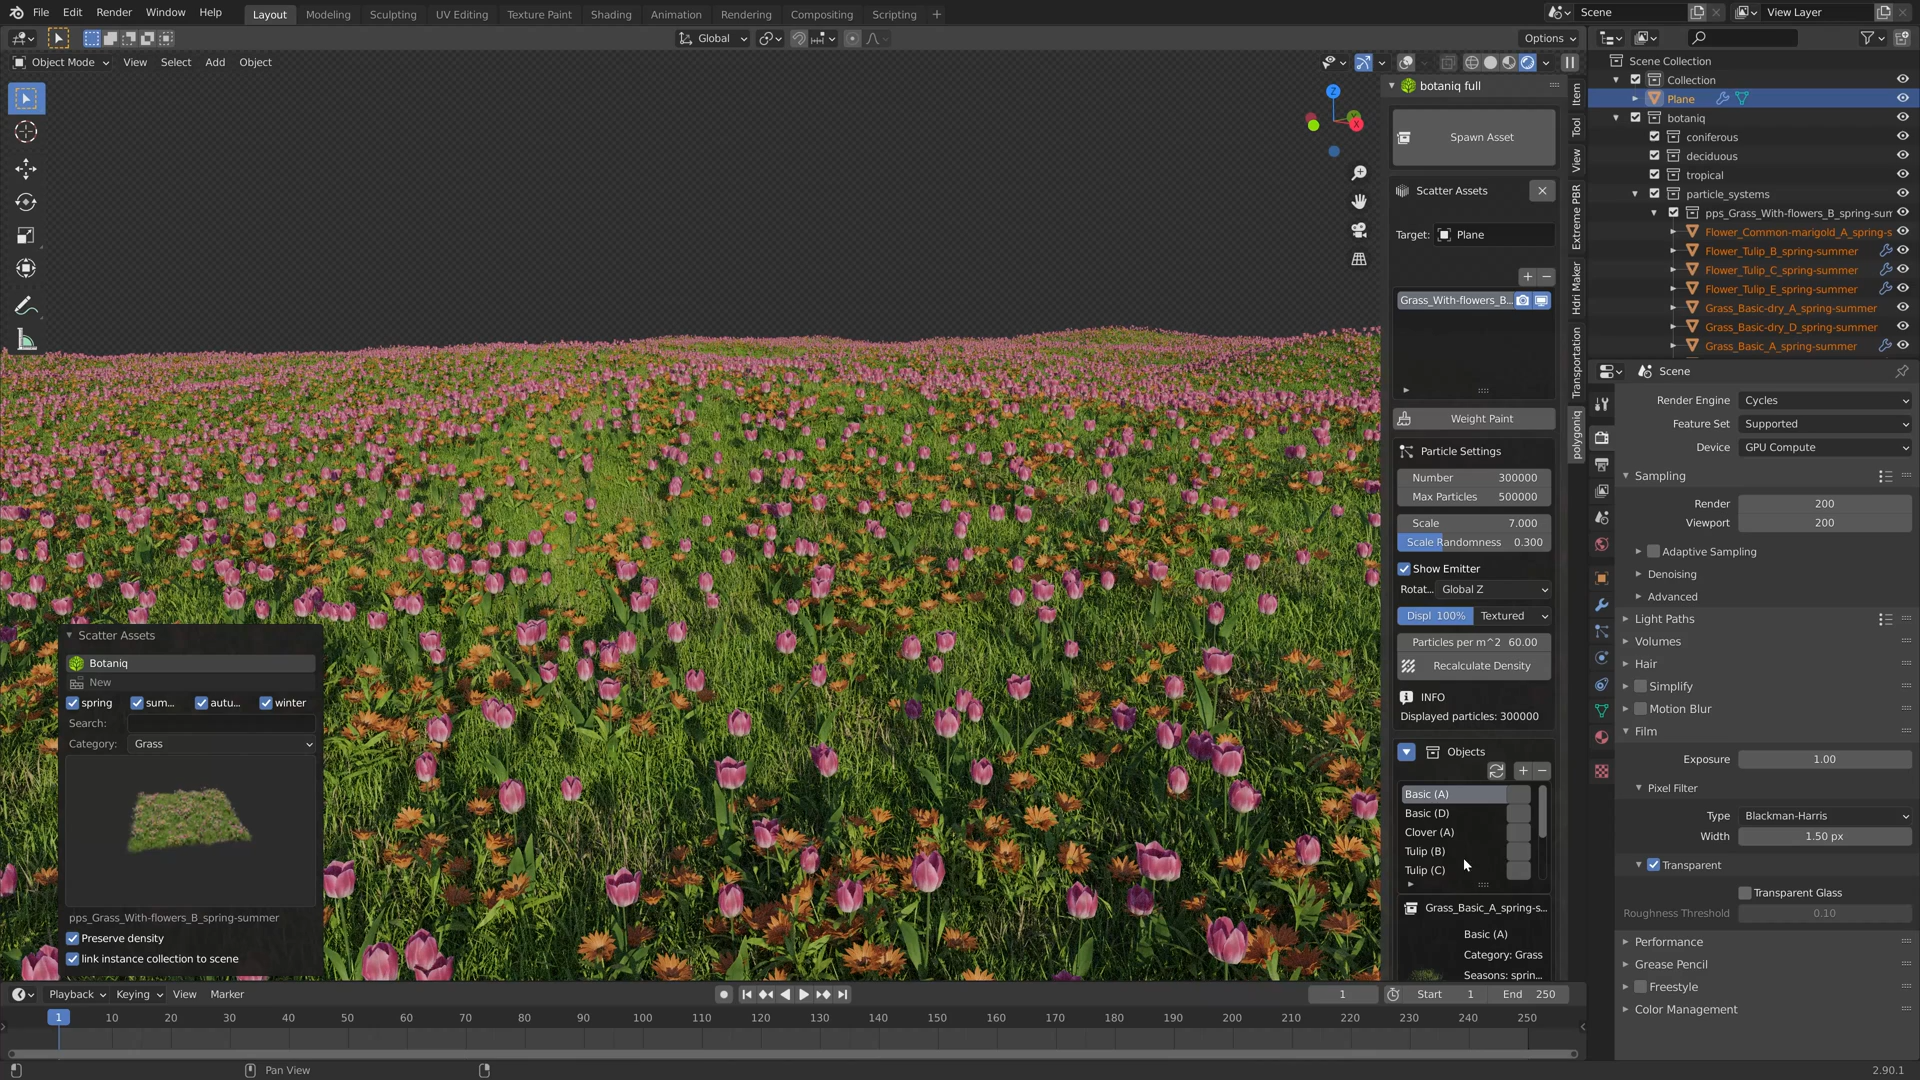 File Edit Render Window Help Layout Modeling Sculpting UV Editing Texture Paint Shading Animation Rendering Compositing Scripting + Scene View Layer
Global Options
Object Mode View Select Add Object
botaniq full
Spawn Asset
Scatter Assets
Target: Plane
Grass_With-flowers_B...
Weight Paint
Particle Settings
Number 300000
Max Particles 500000
Scale 7.000
Scale Randomness 0.300
Show Emitter
Rotat... Global Z
Displ 100% Textured
Particles per m^2 60.00
Recalculate Density
INFO
Displayed particles: 300000
Objects
Basic (A)
Basic (D)
Clover (A)
Tulip (B)
Tulip (C)
Grass_Basic_A_spring-s...
Basic (A)
Category: Grass
Seasons: sprin...
Item
Tool
View
Extreme PBR
Hdri Maker
Transportation
polygoniq
Z
Y
X
Scene Collection
Collection
Plane
botaniq
coniferous
deciduous
tropical
particle_systems
pps_Grass_With-flowers_B_spring-sum
Flower_Common-marigold_A_spring-s
Flower_Tulip_B_spring-summer
Flower_Tulip_C_spring-summer
Flower_Tulip_E_spring-summer
Grass_Basic-dry_A_spring-summer
Grass_Basic-dry_D_spring-summer
Grass_Basic_A_spring-summer
Scene
Render Engine Cycles
Feature Set Supported
Device GPU Compute
Sampling
Render 200
Viewport 200
Adaptive Sampling
Denoising
Advanced
Light Paths
Volumes
Hair
Simplify
Motion Blur
Film
Exposure 1.00
Pixel Filter
Type Blackman-Harris
Width 1.50 px
Transparent
Transparent Glass
Roughness Threshold 0.10
Performance
Grease Pencil
Freestyle
Color Management
Scatter Assets
Botaniq
New
spring sum... autu... winter
Search:
Category: Grass
pps_Grass_With-flowers_B_spring-summer
Preserve density
link instance collection to scene
Playback Keying View Marker 1 Start 1 End 250
1 10 20 30 40 50 60 70 80 90 100 110 120 130 140 150 160 170 180 190 200 210 220 230 240 250
Pan View 2.90.1